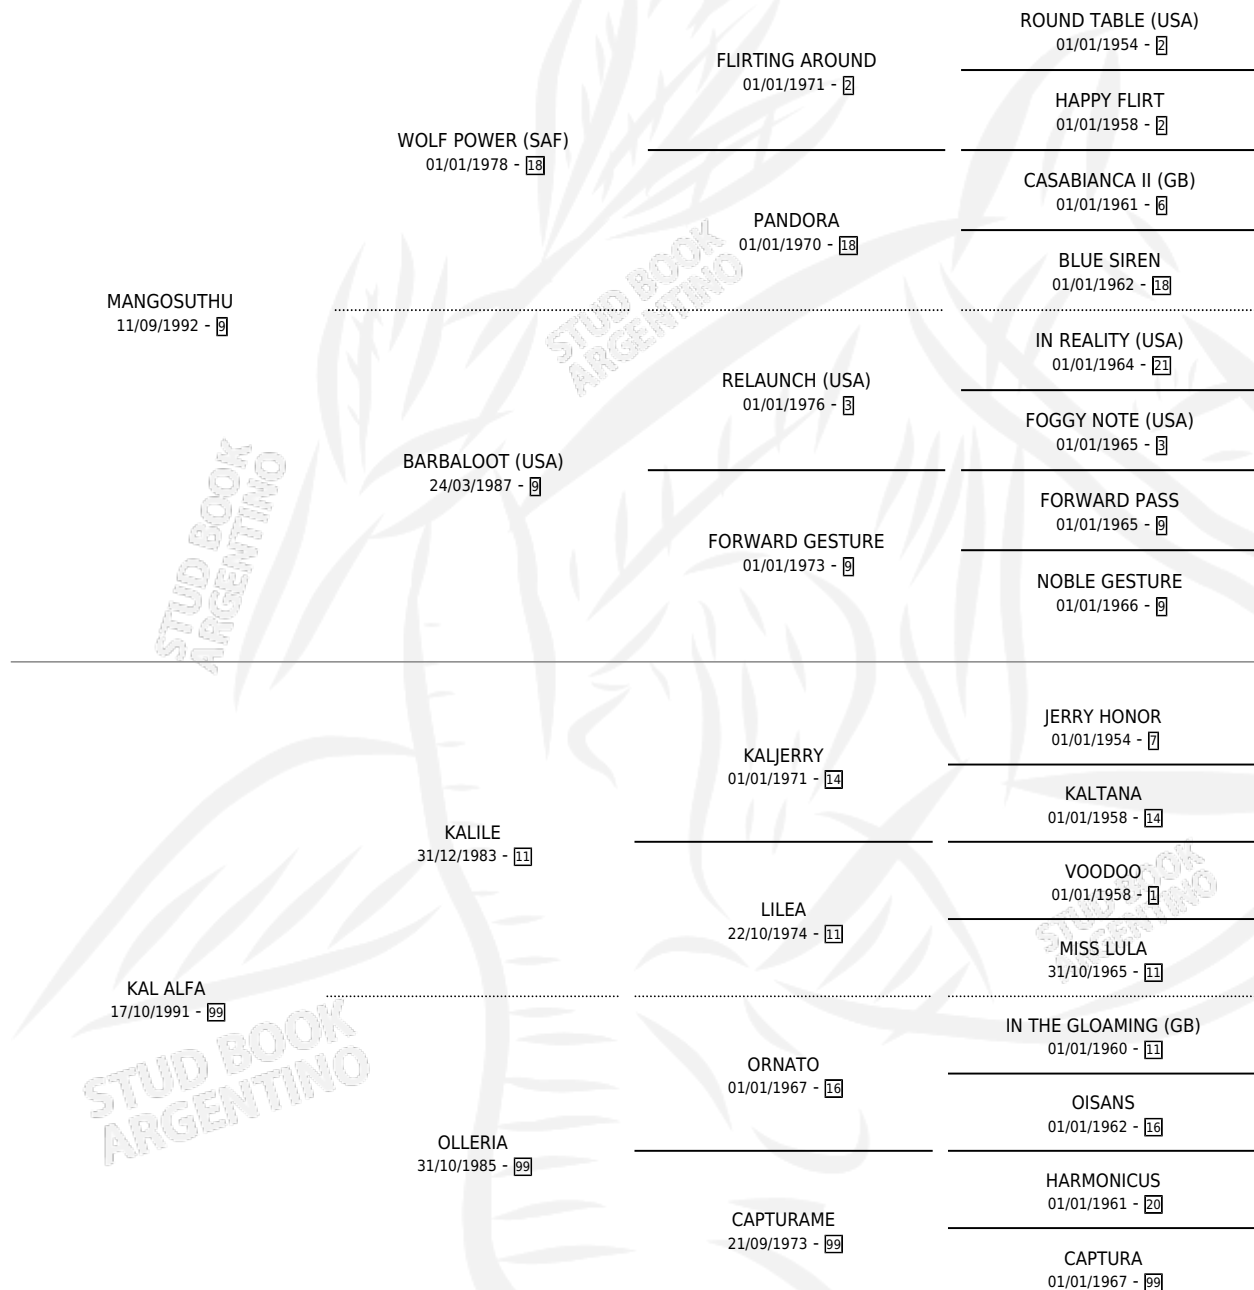 ROUND TABLE (USA)
01/01/1954 - 2
FLIRTING AROUND
01/01/1971 - 2
HAPPY FLIRT
01/01/1958 - 2
WOLF POWER (SAF)
01/01/1978 - 18
CASABIANCA II (GB)
01/01/1961 - 6
PANDORA
01/01/1970 - 18
BLUE SIREN
01/01/1962 - 18
MANGOSUTHU
11/09/1992 - 9
IN REALITY (USA)
01/01/1964 - 21
RELAUNCH (USA)
01/01/1976 - 3
FOGGY NOTE (USA)
01/01/1965 - 3
BARBALOOT (USA)
24/03/1987 - 9
FORWARD PASS
01/01/1965 - 9
FORWARD GESTURE
01/01/1973 - 9
NOBLE GESTURE
01/01/1966 - 9
JERRY HONOR
01/01/1954 - 7
KALJERRY
01/01/1971 - 14
KALTANA
01/01/1958 - 14
KALILE
31/12/1983 - 11
VOODOO
01/01/1958 - 1
LILEA
22/10/1974 - 11
MISS LULA
31/10/1965 - 11
KAL ALFA
17/10/1991 - 99
IN THE GLOAMING (GB)
01/01/1960 - 11
ORNATO
01/01/1967 - 16
OISANS
01/01/1962 - 16
OLLERIA
31/10/1985 - 99
HARMONICUS
01/01/1961 - 20
CAPTURAME
21/09/1973 - 99
CAPTURA
01/01/1967 - 99
STUD BOOK
ARGENTINO
STUD BOOK
ARGENTINO
STUD BOOK
ARGENTINO
STUD BOOK
ARGENTINO